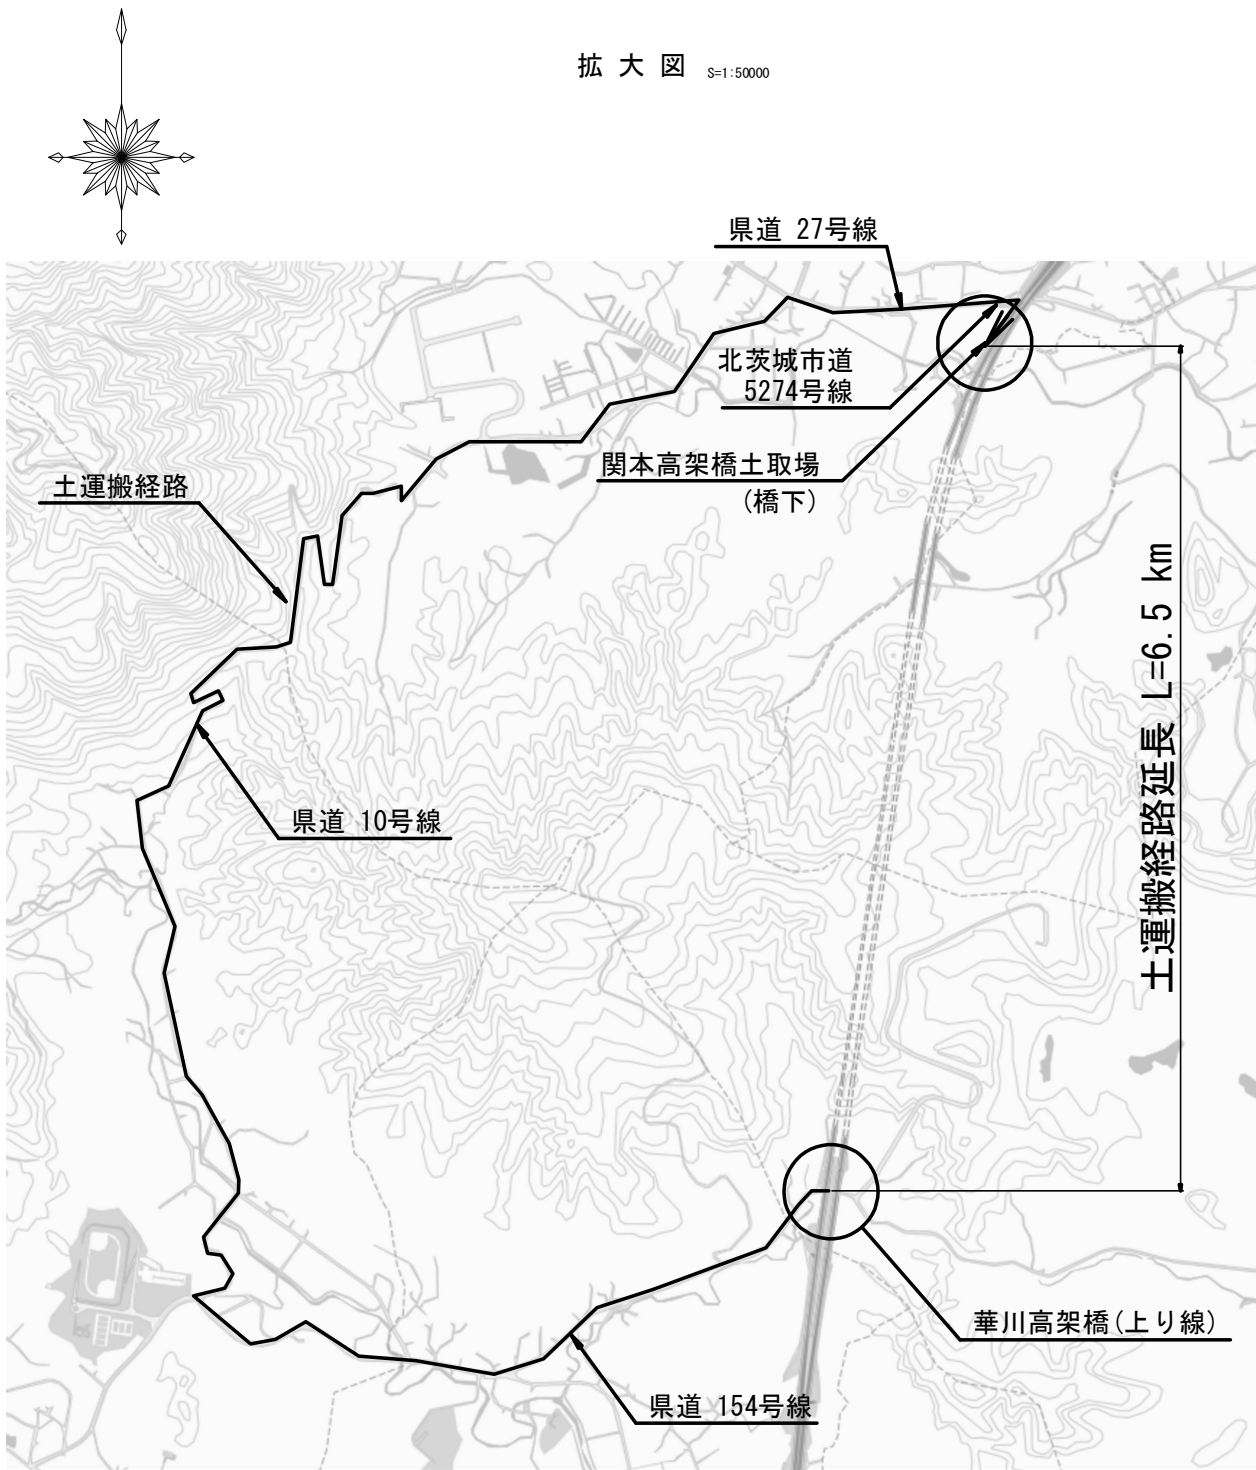 拡大図 S=1:50000
県道 27号線
北茨城市道
5274号線
関本高架橋土取場
(橋下)
土運搬経路
土運搬経路延長 L=6.5 km
県道 10号線
華川高架橋(上り線)
県道 154号線